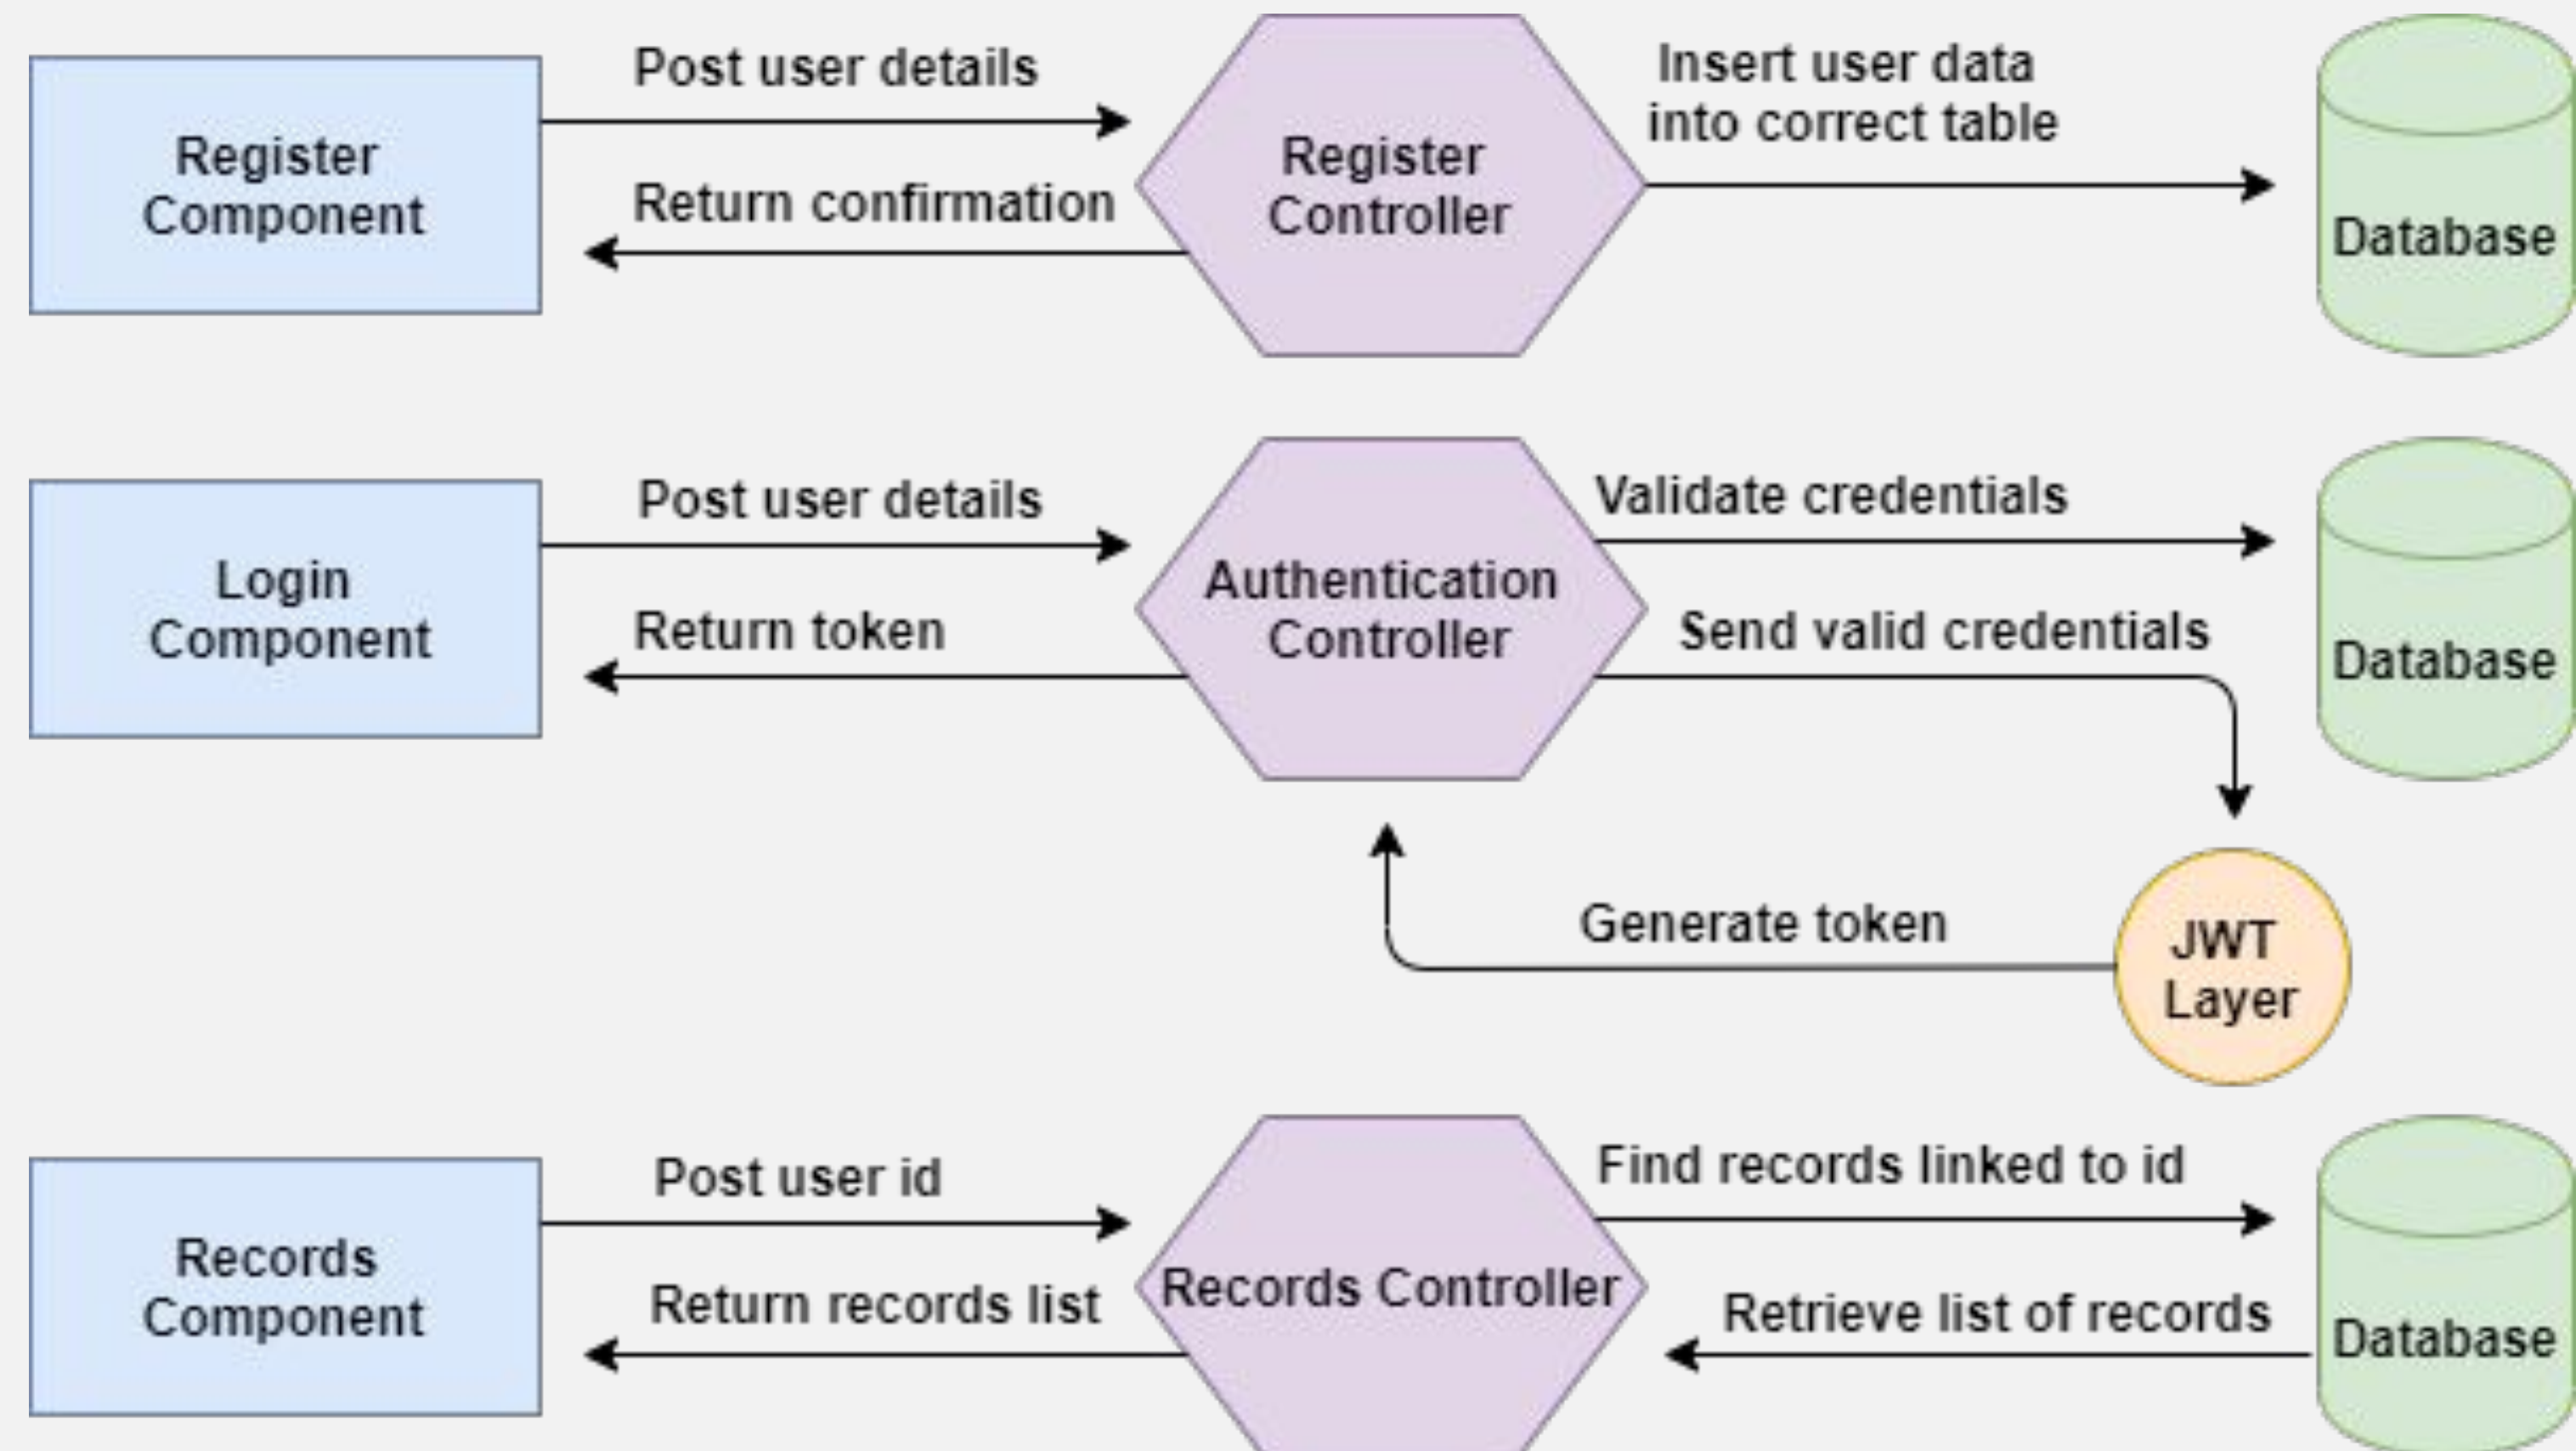 Post user details
Insert user data
into correct table
Register
Component
Register
Controller
Return confirmation
Database
Post user details
Validate credentials
Login
Component
Authentication
Controller
Return token
Send valid credentials
Database
Generate token
JWT
Layer
Post user id
Find records linked to id
Records
Component
Records Controller
Return records list
Retrieve list of records
Database